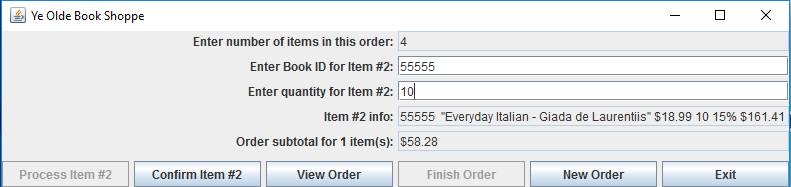 Ye Olde Book Shoppe
Enter number of items in this order: 4
Enter Book ID for Item #2: 55555
Enter quantity for Item #2: 10
Item #2 info: 55555 "Everyday Italian - Giada de Laurentiis" $18.99 10 15% $161.41
Order subtotal for 1 item(s): $58.28
Process Item #2 Confirm Item #2 View Order Finish Order New Order Exit